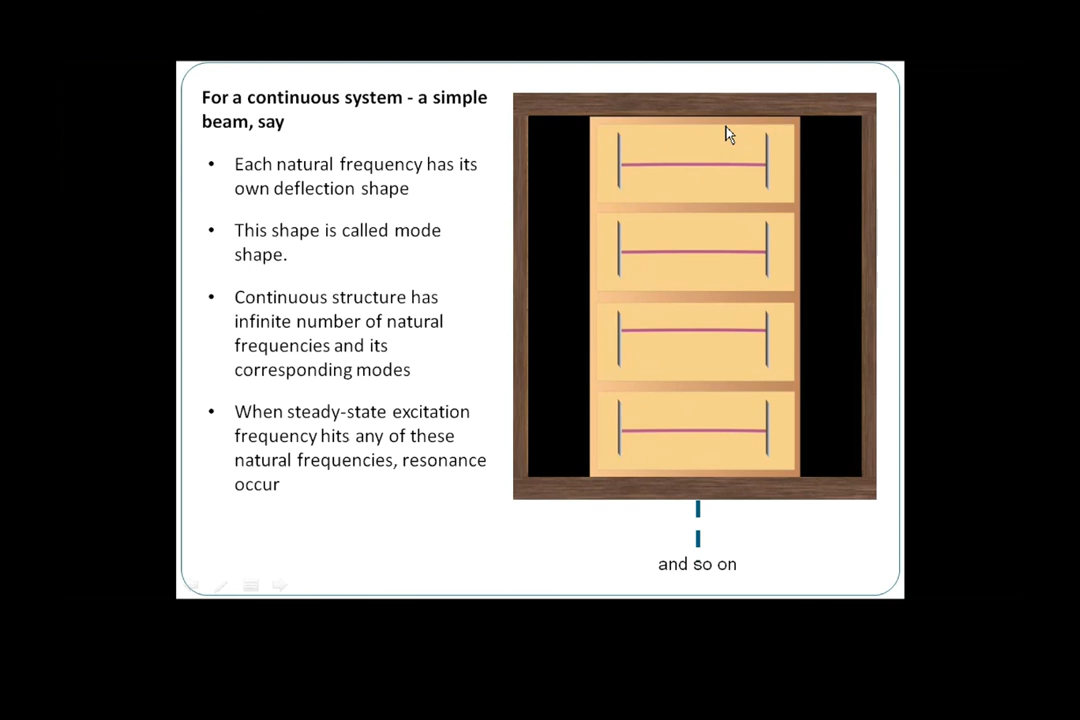 For a continuous system - a simple
beam, say
• Each natural frequency has its
own deflection shape
• This shape is called mode
shape.
• Continuous structure has
infinite number of natural
frequencies and its
corresponding modes
• When steady-state excitation
frequency hits any of these
natural frequencies, resonance
occur
and so on